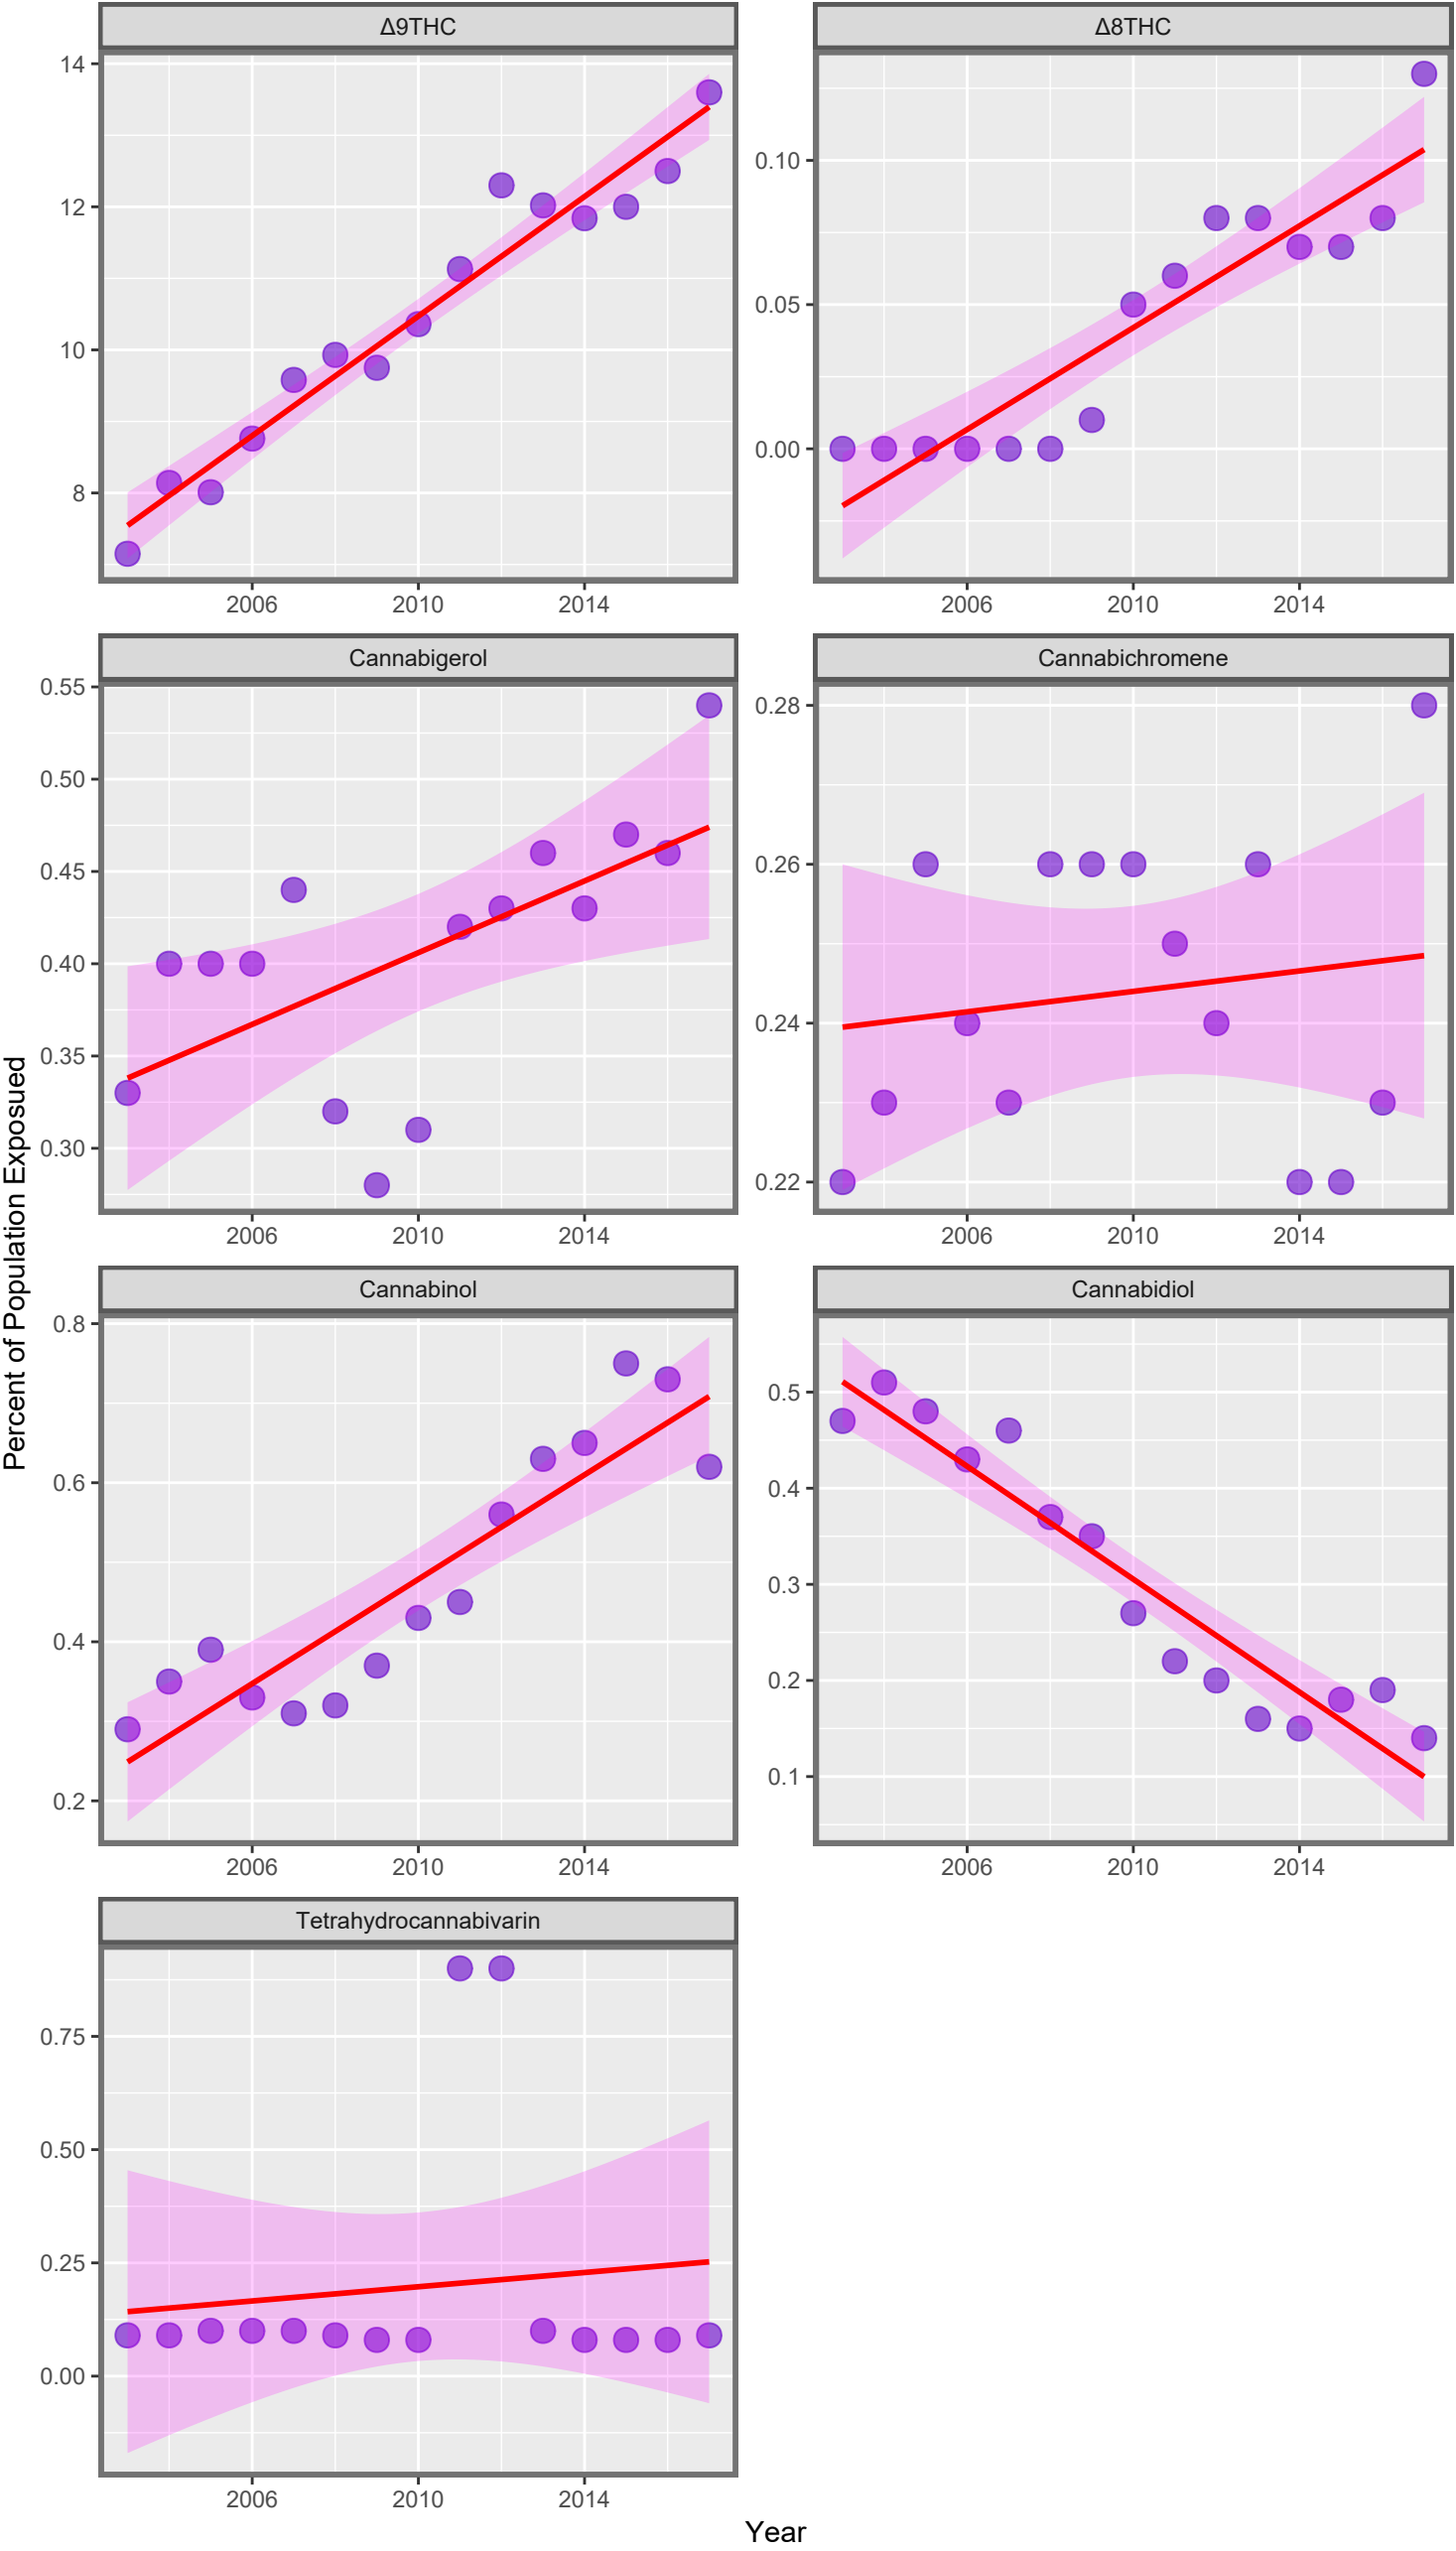 Δ9THC
Δ8THC
14
12
10
8
0.10
0.05
0.00
2006 2010 2014
2006 2010 2014
Cannabigerol
Cannabichromene
0.55
0.50
0.45
0.40
0.35
0.30
0.28
0.26
0.24
0.22
2006 2010 2014
2006 2010 2014
Percent of Population Exposued
Cannabinol
Cannabidiol
0.8
0.6
0.4
0.2
0.5
0.4
0.3
0.2
0.1
2006 2010 2014
2006 2010 2014
Tetrahydrocannabivarin
0.75
0.50
0.25
0.00
2006 2010 2014
Year